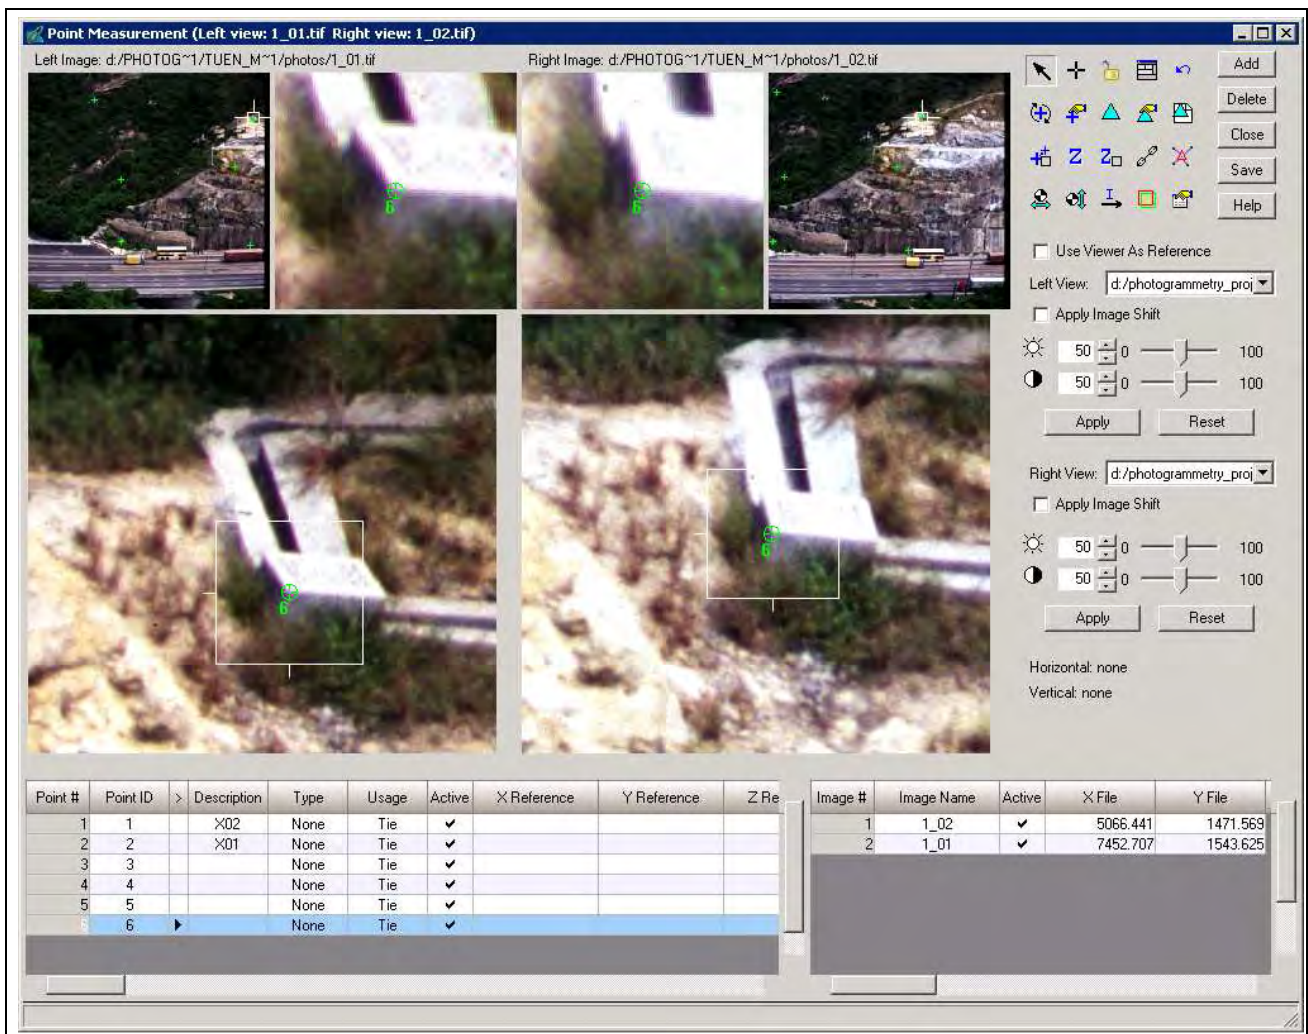 Point Measurement (Left view: 1_01.tif Right view: 1_02.tif)
Left Image: d:/PHOTOG~1/TUEN_M~1/photos/1_01.tif Right Image: d:/PHOTOG~1/TUEN_M~1/photos/1_02.tif
Add
Delete
Close
Z Z
Save
Help
6 6
Use Viewer As Reference
Left View: d:/photogrammetry_proj
Apply Image Shift
50 0 100
50 0 100
Apply Reset
Right View: d:/photogrammetry_proj
Apply Image Shift
50 0 100
50 0 100
Apply Reset
6 6
Horizontal: none
Vertical: none
Point # Point ID > Description Type Usage Active X Reference Y Reference Z Re
1 1 X02 None Tie
2 2 X01 None Tie
3 3 None Tie
4 4 None Tie
5 5 None Tie
6 None Tie
Image # Image Name Active X File Y File
1 1_02 5066.441 1471.569
2 1_01 7452.707 1543.625